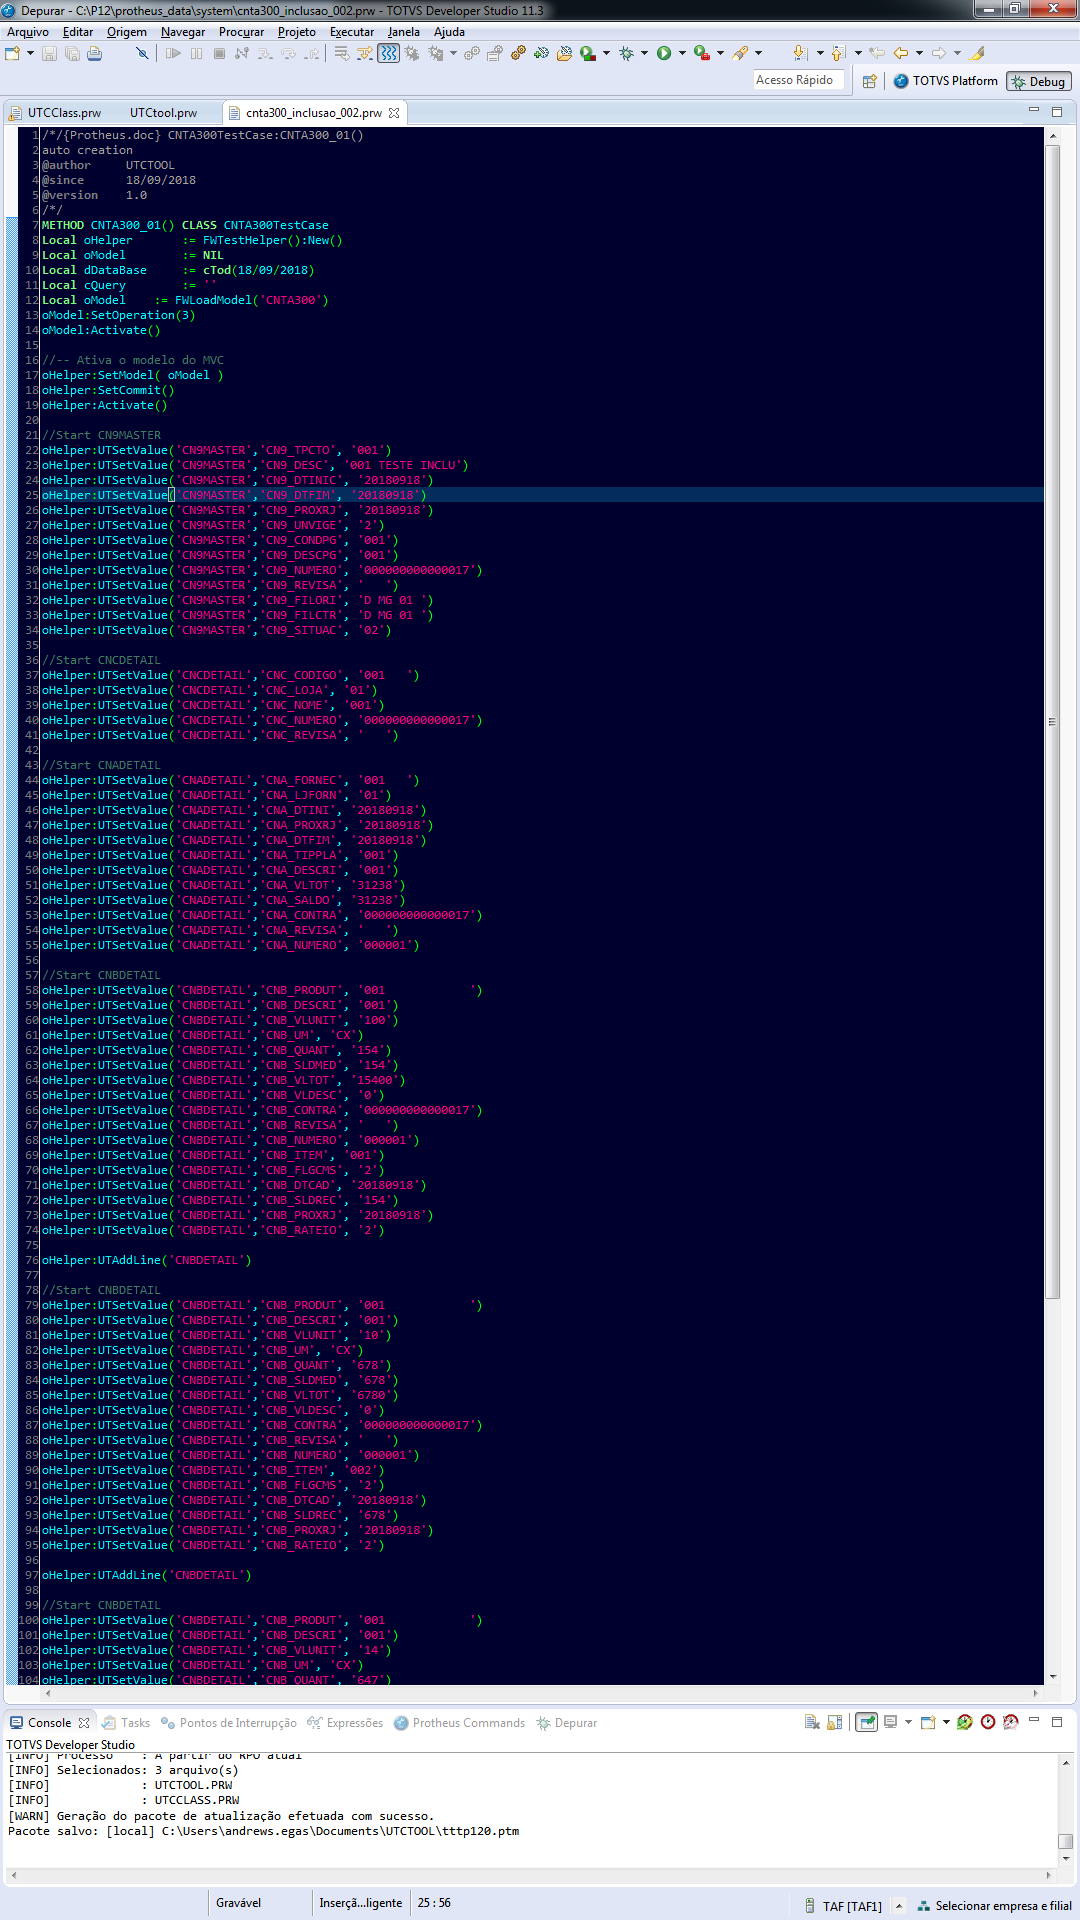 Depurar - C:\P12\protheus_data\system\cnta300_inclusao_002.prw - TOTVS Developer Studio 11.3
Arquivo Editar Origem Navegar Procurar Projeto Executar Janela Ajuda
Acesso Rápido TOTVS Platform Debug
UTCClass.prw UTCtool.prw cnta300_inclusao_002.prw
1 /*/{Protheus.doc} CNTA300TestCase:CNTA300_01()
2 auto creation
3 @author UTCTOOL
4 @since 18/09/2018
5 @version 1.0
6 /*/
7 METHOD CNTA300_01() CLASS CNTA300TestCase
8 Local oHelper := FWTestHelper():New()
9 Local oModel := NIL
10 Local dDataBase := cTod(18/09/2018)
11 Local cQuery := ''
12 Local oModel := FWLoadModel('CNTA300')
13 oModel:SetOperation(3)
14 oModel:Activate()
15
16 //-- Ativa o modelo do MVC
17 oHelper:SetModel( oModel )
18 oHelper:SetCommit()
19 oHelper:Activate()
20
21 //Start CN9MASTER
22 oHelper:UTSetValue('CN9MASTER','CN9_TPCTO', '001')
23 oHelper:UTSetValue('CN9MASTER','CN9_DESC', '001 TESTE INCLU')
24 oHelper:UTSetValue('CN9MASTER','CN9_DTINIC', '20180918')
25 oHelper:UTSetValue('CN9MASTER','CN9_DTFIM', '20180918')
26 oHelper:UTSetValue('CN9MASTER','CN9_PROXRJ', '20180918')
27 oHelper:UTSetValue('CN9MASTER','CN9_UNVIGE', '2')
28 oHelper:UTSetValue('CN9MASTER','CN9_CONDPG', '001')
29 oHelper:UTSetValue('CN9MASTER','CN9_DESCPG', '001')
30 oHelper:UTSetValue('CN9MASTER','CN9_NUMERO', '000000000000017')
31 oHelper:UTSetValue('CN9MASTER','CN9_REVISA', '   ')
32 oHelper:UTSetValue('CN9MASTER','CN9_FILORI', 'D MG 01 ')
33 oHelper:UTSetValue('CN9MASTER','CN9_FILCTR', 'D MG 01 ')
34 oHelper:UTSetValue('CN9MASTER','CN9_SITUAC', '02')
35
36 //Start CNCDETAIL
37 oHelper:UTSetValue('CNCDETAIL','CNC_CODIGO', '001   ')
38 oHelper:UTSetValue('CNCDETAIL','CNC_LOJA', '01')
39 oHelper:UTSetValue('CNCDETAIL','CNC_NOME', '001')
40 oHelper:UTSetValue('CNCDETAIL','CNC_NUMERO', '000000000000017')
41 oHelper:UTSetValue('CNCDETAIL','CNC_REVISA', '   ')
42
43 //Start CNADETAIL
44 oHelper:UTSetValue('CNADETAIL','CNA_FORNEC', '001   ')
45 oHelper:UTSetValue('CNADETAIL','CNA_LJFORN', '01')
46 oHelper:UTSetValue('CNADETAIL','CNA_DTINI', '20180918')
47 oHelper:UTSetValue('CNADETAIL','CNA_PROXRJ', '20180918')
48 oHelper:UTSetValue('CNADETAIL','CNA_DTFIM', '20180918')
49 oHelper:UTSetValue('CNADETAIL','CNA_TIPPLA', '001')
50 oHelper:UTSetValue('CNADETAIL','CNA_DESCRI', '001')
51 oHelper:UTSetValue('CNADETAIL','CNA_VLTOT', '31238')
52 oHelper:UTSetValue('CNADETAIL','CNA_SALDO', '31238')
53 oHelper:UTSetValue('CNADETAIL','CNA_CONTRA', '000000000000017')
54 oHelper:UTSetValue('CNADETAIL','CNA_REVISA', '   ')
55 oHelper:UTSetValue('CNADETAIL','CNA_NUMERO', '000001')
56
57 //Start CNBDETAIL
58 oHelper:UTSetValue('CNBDETAIL','CNB_PRODUT', '001            ')
59 oHelper:UTSetValue('CNBDETAIL','CNB_DESCRI', '001')
60 oHelper:UTSetValue('CNBDETAIL','CNB_VLUNIT', '100')
61 oHelper:UTSetValue('CNBDETAIL','CNB_UM', 'CX')
62 oHelper:UTSetValue('CNBDETAIL','CNB_QUANT', '154')
63 oHelper:UTSetValue('CNBDETAIL','CNB_SLDMED', '154')
64 oHelper:UTSetValue('CNBDETAIL','CNB_VLTOT', '15400')
65 oHelper:UTSetValue('CNBDETAIL','CNB_VLDESC', '0')
66 oHelper:UTSetValue('CNBDETAIL','CNB_CONTRA', '000000000000017')
67 oHelper:UTSetValue('CNBDETAIL','CNB_REVISA', '   ')
68 oHelper:UTSetValue('CNBDETAIL','CNB_NUMERO', '000001')
69 oHelper:UTSetValue('CNBDETAIL','CNB_ITEM', '001')
70 oHelper:UTSetValue('CNBDETAIL','CNB_FLGCMS', '2')
71 oHelper:UTSetValue('CNBDETAIL','CNB_DTCAD', '20180918')
72 oHelper:UTSetValue('CNBDETAIL','CNB_SLDREC', '154')
73 oHelper:UTSetValue('CNBDETAIL','CNB_PROXRJ', '20180918')
74 oHelper:UTSetValue('CNBDETAIL','CNB_RATEIO', '2')
75
76 oHelper:UTAddLine('CNBDETAIL')
77
78 //Start CNBDETAIL
79 oHelper:UTSetValue('CNBDETAIL','CNB_PRODUT', '001            ')
80 oHelper:UTSetValue('CNBDETAIL','CNB_DESCRI', '001')
81 oHelper:UTSetValue('CNBDETAIL','CNB_VLUNIT', '10')
82 oHelper:UTSetValue('CNBDETAIL','CNB_UM', 'CX')
83 oHelper:UTSetValue('CNBDETAIL','CNB_QUANT', '678')
84 oHelper:UTSetValue('CNBDETAIL','CNB_SLDMED', '678')
85 oHelper:UTSetValue('CNBDETAIL','CNB_VLTOT', '6780')
86 oHelper:UTSetValue('CNBDETAIL','CNB_VLDESC', '0')
87 oHelper:UTSetValue('CNBDETAIL','CNB_CONTRA', '000000000000017')
88 oHelper:UTSetValue('CNBDETAIL','CNB_REVISA', '   ')
89 oHelper:UTSetValue('CNBDETAIL','CNB_NUMERO', '000001')
90 oHelper:UTSetValue('CNBDETAIL','CNB_ITEM', '002')
91 oHelper:UTSetValue('CNBDETAIL','CNB_FLGCMS', '2')
92 oHelper:UTSetValue('CNBDETAIL','CNB_DTCAD', '20180918')
93 oHelper:UTSetValue('CNBDETAIL','CNB_SLDREC', '678')
94 oHelper:UTSetValue('CNBDETAIL','CNB_PROXRJ', '20180918')
95 oHelper:UTSetValue('CNBDETAIL','CNB_RATEIO', '2')
96
97 oHelper:UTAddLine('CNBDETAIL')
98
99 //Start CNBDETAIL
100 oHelper:UTSetValue('CNBDETAIL','CNB_PRODUT', '001            ')
101 oHelper:UTSetValue('CNBDETAIL','CNB_DESCRI', '001')
102 oHelper:UTSetValue('CNBDETAIL','CNB_VLUNIT', '14')
103 oHelper:UTSetValue('CNBDETAIL','CNB_UM', 'CX')
104 oHelper:UTSetValue('CNBDETAIL','CNB_QUANT', '647')
Console Tasks Pontos de Interrupção Expressões Protheus Commands Depurar
TOTVS Developer Studio
[INFO] Processo : A partir do RPO atual
[INFO] Selecionados: 3 arquivo(s)
[INFO] : UTCTOOL.PRW
[INFO] : UTCCLASS.PRW
[WARN] Geração do pacote de atualização efetuada com sucesso.
Pacote salvo: [local] C:\Users\andrews.egas\Documents\UTCTOOL\tttp120.ptm
Gravável Inserçã...ligente 25 : 56 TAF [TAF1] Selecionar empresa e filial